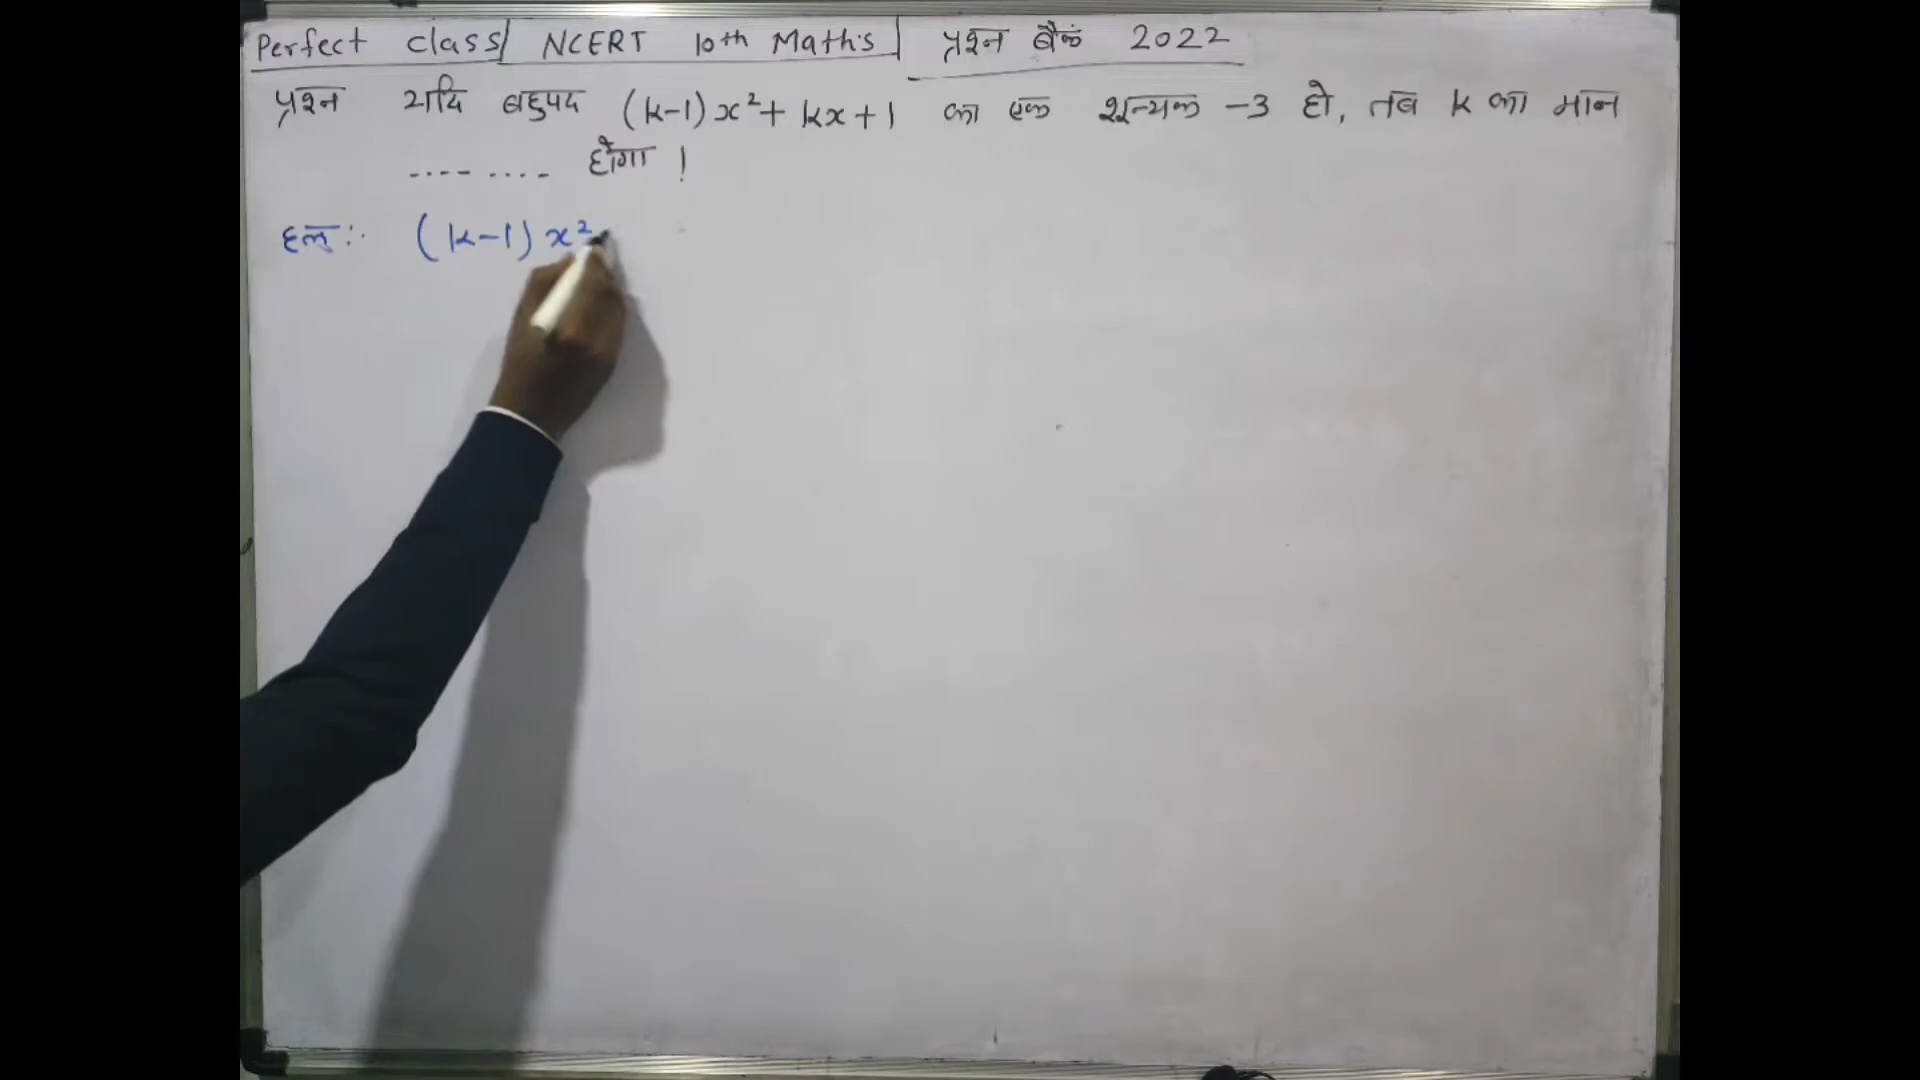 Perfect class | NCERT 10th Maths | प्रश्न बैंक 2022
प्रश्न यदि बहुपद (k-1)x²+kx+1 का एक शून्यक -3 हो, तब k का मान
........ होगा ।
हल:- (k-1)x²